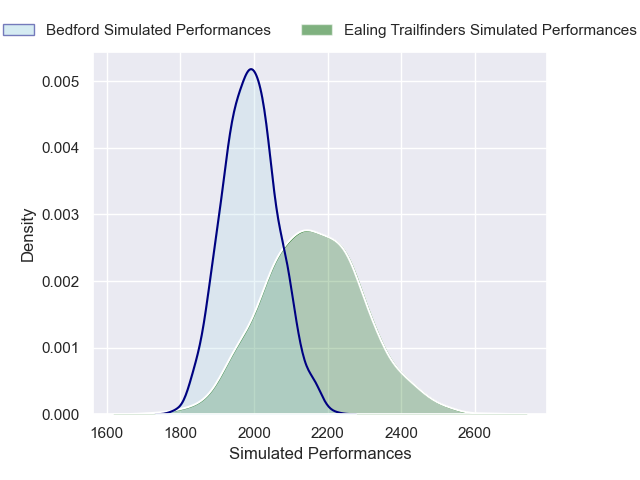 Bedford Simulated Performances
Ealing Trailfinders Simulated Performances
Density
0.005
0.004
0.003
0.002
0.001
0.000
1600 1800 2000 2200 2400 2600
Simulated Performances